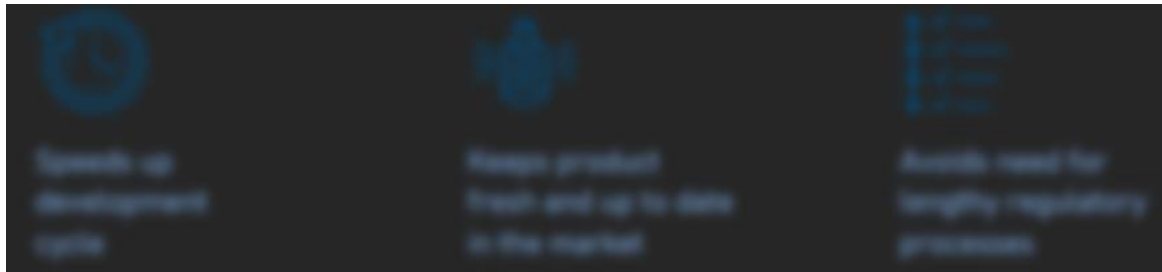 Speeds up
development
cycle
Keeps product
fresh and up to date
in the market
Avoids need for
lengthy regulatory
processes